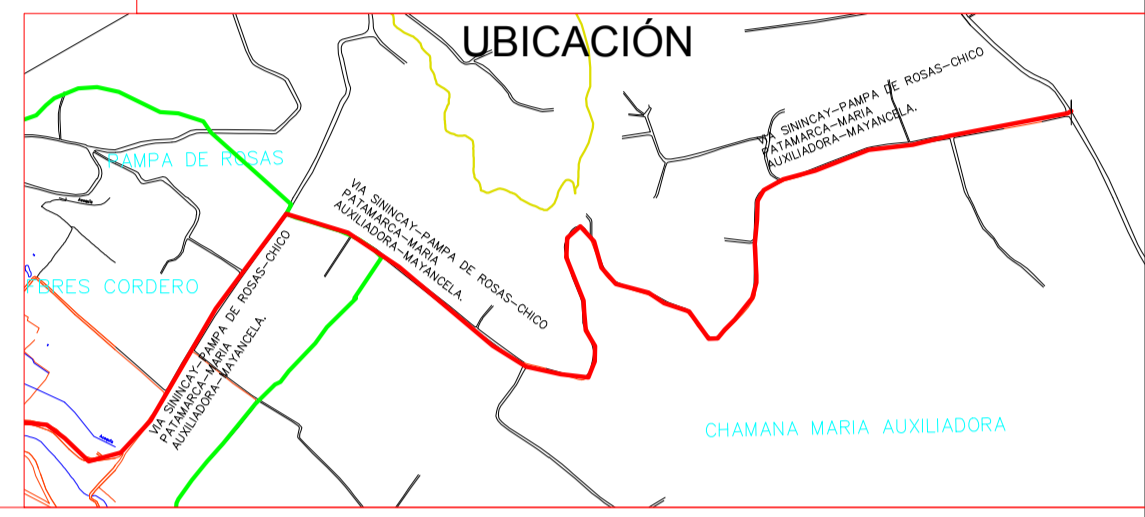 UBICACIÓN
VIA SININCAY-PAMPA DE ROSAS-CHICO
PATAMARCA-MARIA
AUXILIADORA-MAYANCELA.
PAMPA DE ROSAS
VIA SININCAY-PAMPA DE ROSAS-CHICO
PATAMARCA-MARIA
AUXILIADORA-MAYANCELA.
FBRES CORDERO
VIA SININCAY-PAMPA DE ROSAS-CHICO
PATAMARCA-MARIA
AUXILIADORA-MAYANCELA.
CHAMANA MARIA AUXILIADORA